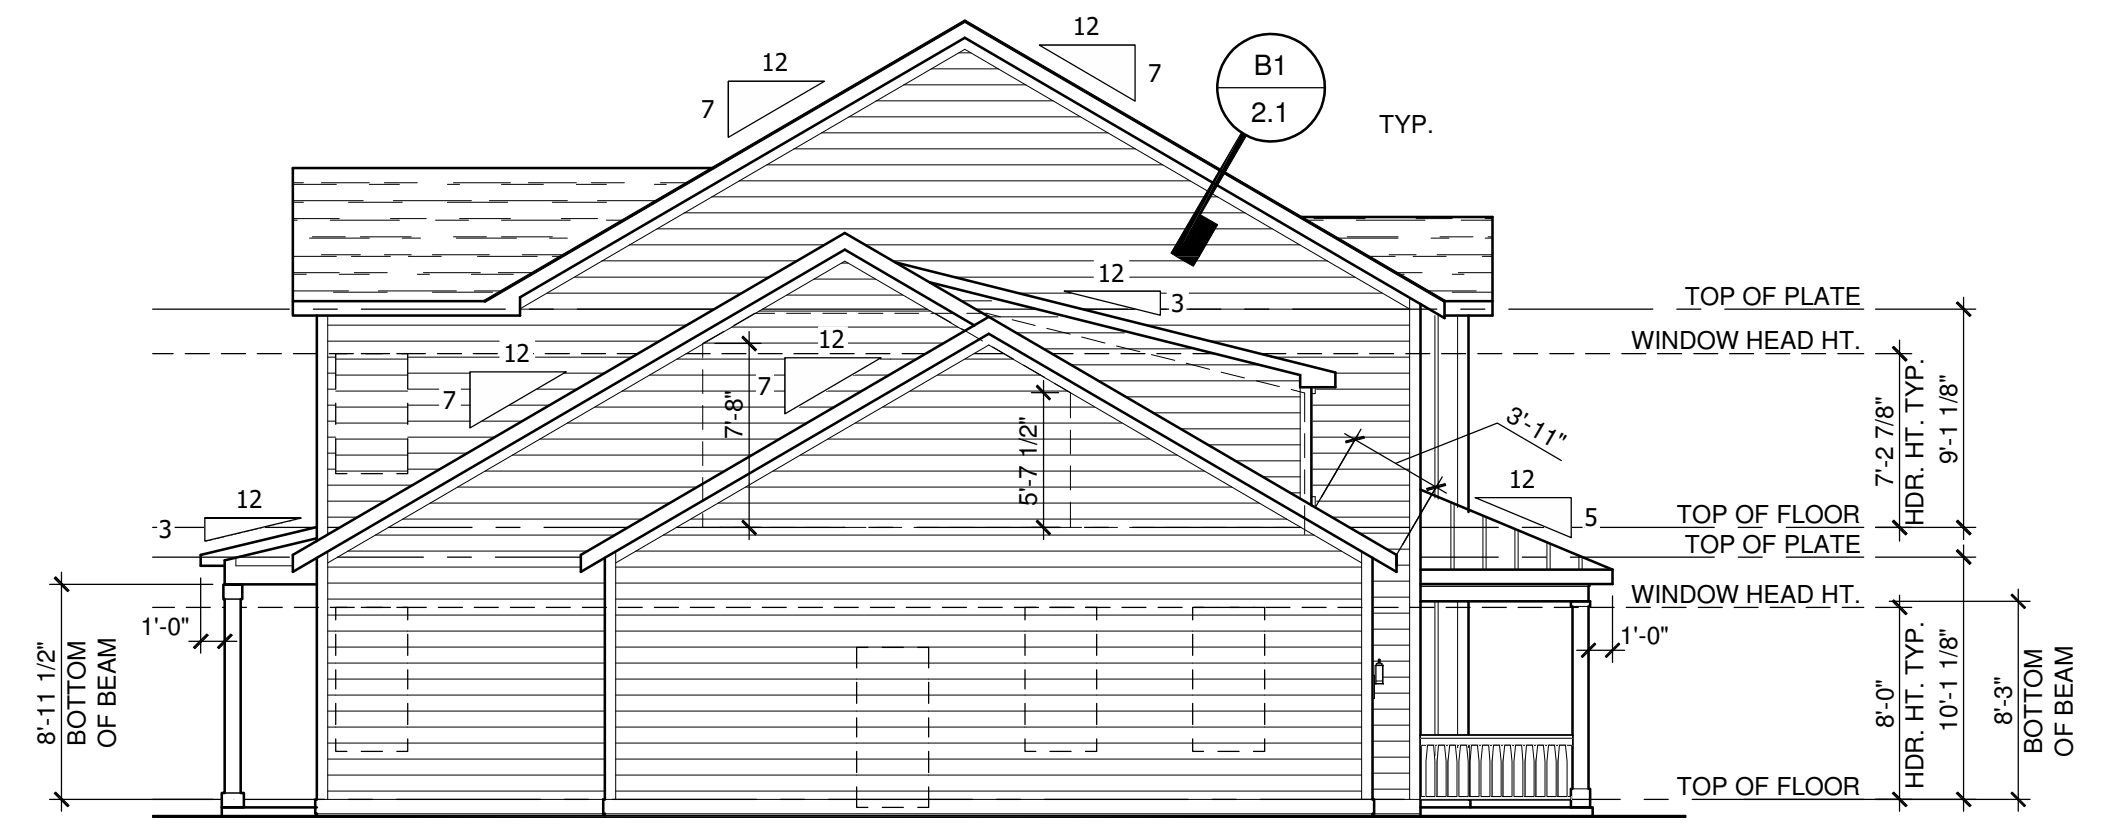 12
12
7
7
B1
2.1
TYP.
12
3
TOP OF PLATE
WINDOW HEAD HT.
12
12
7
7
7'-8"
5'-7 1/2"
3'-11"
7'-2 7/8"
HDR. HT. TYP.
9'-1 1/8"
12
3
12
5
TOP OF FLOOR
TOP OF PLATE
WINDOW HEAD HT.
1'-0"
1'-0"
8'-11 1/2"
BOTTOM
OF BEAM
8'-0"
HDR. HT. TYP.
10'-1 1/8"
8'-3"
BOTTOM
OF BEAM
TOP OF FLOOR